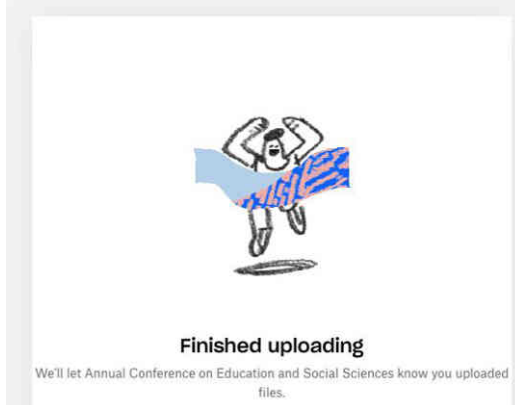 Finished uploading
We'll let Annual Conference on Education and Social Sciences know you uploaded
files.